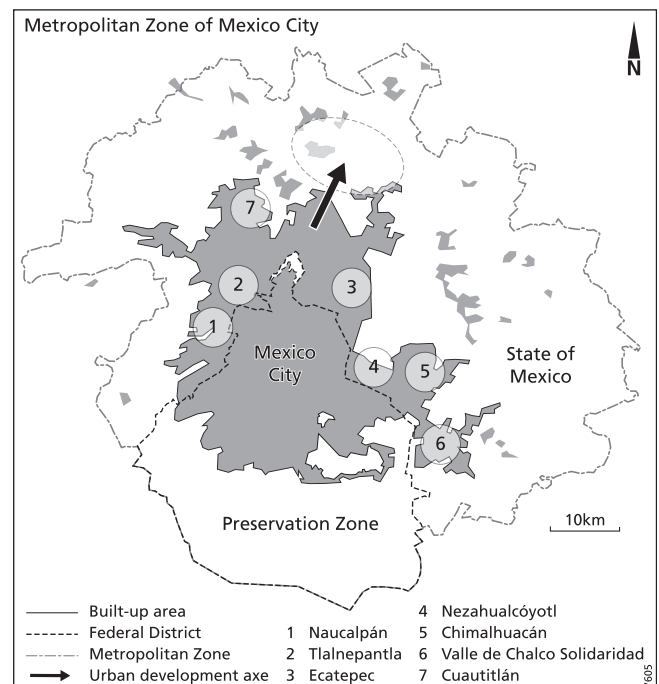 Metropolitan Zone of Mexico City
N
7
2
3
1
Mexico
City
4
5
State of
Mexico
6
10km
Preservation Zone
Built-up area
Federal District
Metropolitan Zone
Urban development axe
1 Naucalpán
2 Tlalnepantla
3 Ecatepec
4 Nezahualcóyotl
5 Chimalhuacán
6 Valle de Chalco Solidaridad
7 Cuautitlán